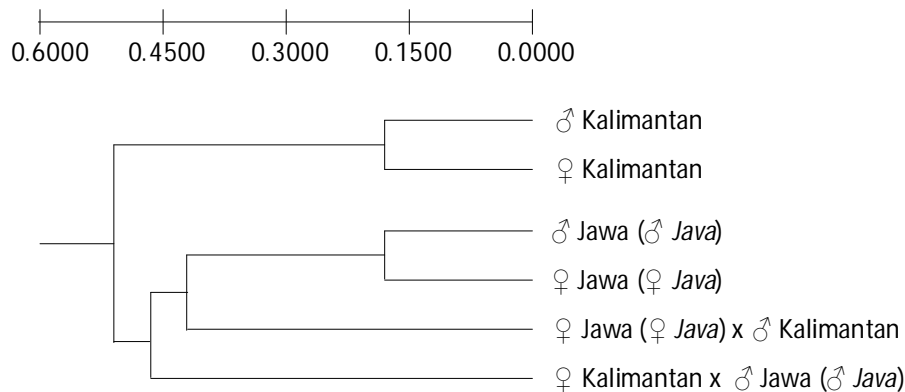 0.6000 0.4500 0.3000 0.1500 0.0000
♂ Kalimantan
♀ Kalimantan
♂ Jawa (♂ Java)
♀ Jawa (♀ Java)
♀ Jawa (♀ Java) x ♂ Kalimantan
♀ Kalimantan x ♂ Jawa (♂ Java)